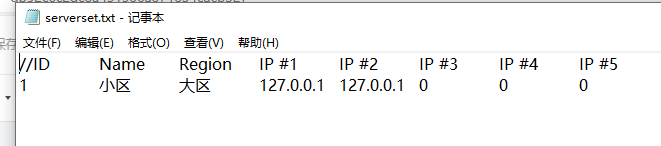 serverset.txt - 记事本
文件(F) 编辑(E) 格式(O) 查看(V) 帮助(H)
//ID Name Region IP #1 IP #2 IP #3 IP #4 IP #5
1 小区 大区 127.0.0.1 127.0.0.1 0 0 0